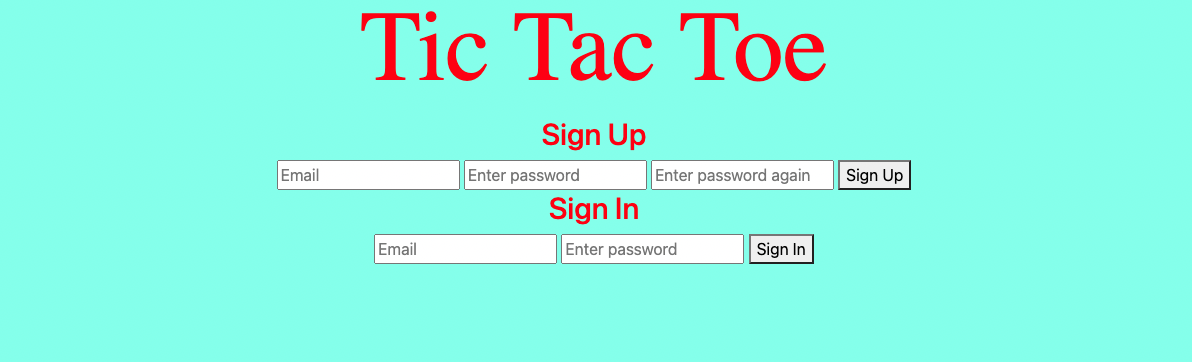 Tic Tac Toe
Sign Up
Email Enter password Enter password again Sign Up
Sign In
Email Enter password Sign In